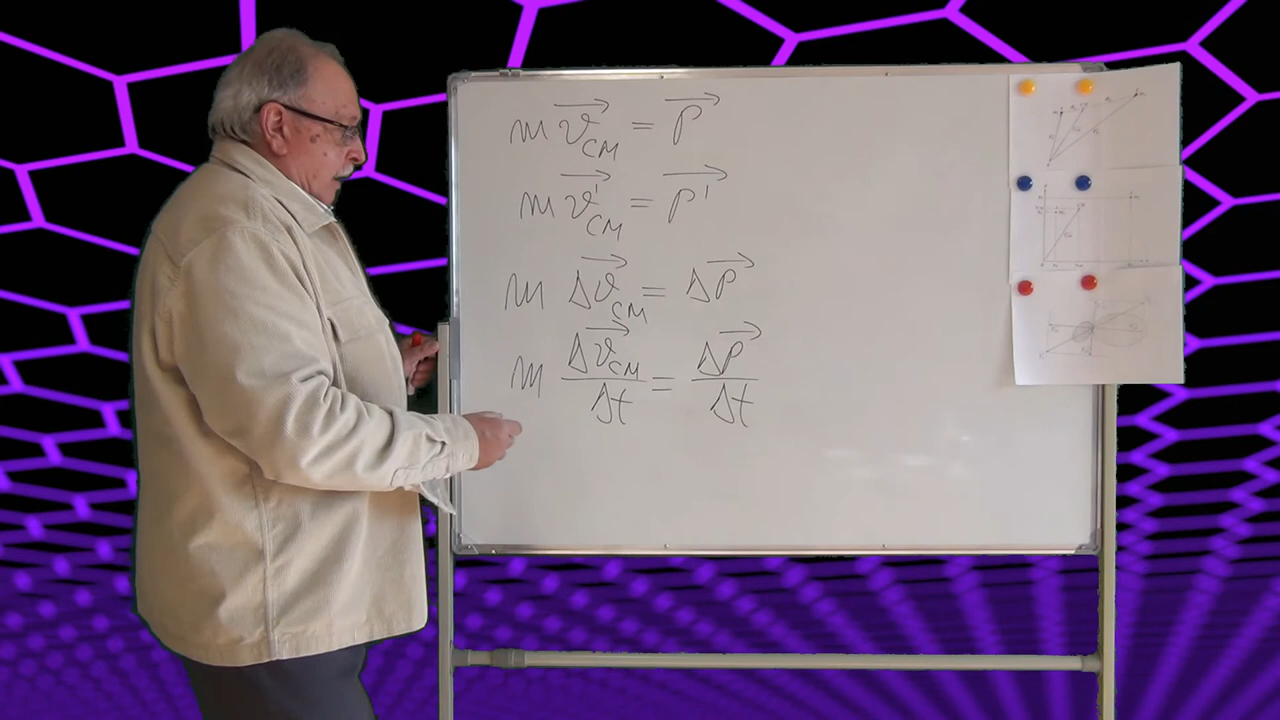 m v⃗_CM = p⃗
m v⃗'_CM = p⃗'
m Δv⃗_CM = Δp⃗
m Δv⃗_CM/Δt = Δp⃗/Δt